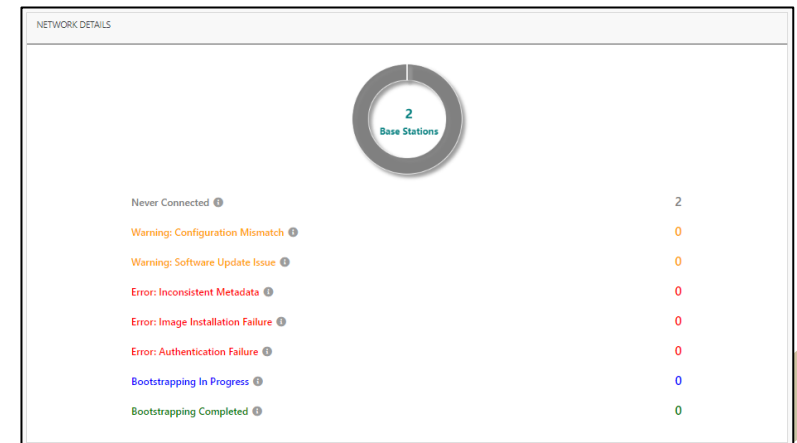 NETWORK DETAILS
2
Base Stations
Never Connected 2
Warning: Configuration Mismatch 0
Warning: Software Update Issue 0
Error: Inconsistent Metadata 0
Error: Image Installation Failure 0
Error: Authentication Failure 0
Bootstrapping In Progress 0
Bootstrapping Completed 0